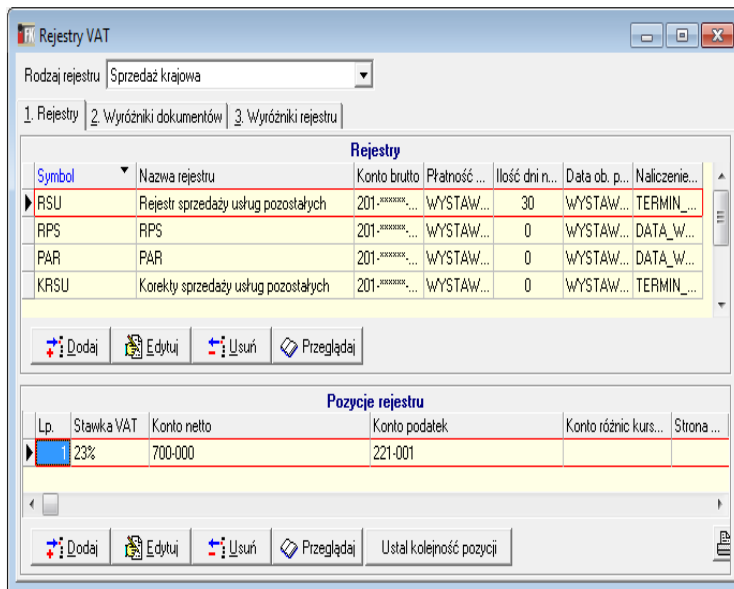 Rejestry VAT
Rodzaj rejestru Sprzedaż krajowa
1. Rejestry 2. Wyróżniki dokumentów 3. Wyróżniki rejestru
Rejestry
Symbol Nazwa rejestru Konto brutto Płatność ... Ilość dni n... Data ob. p... Naliczenie...
RSU Rejestr sprzedaży usług pozostałych 201-******-... WYSTAW... 30 WYSTAW... TERMIN_...
RPS RPS 201-******-... WYSTAW... 0 WYSTAW... DATA_W...
PAR PAR 201-******-... WYSTAW... 0 WYSTAW... DATA_W...
KRSU Korekty sprzedaży usług pozostałych 201-******-... WYSTAW... 0 WYSTAW... TERMIN_...
Dodaj Edytuj Usuń Przeglądaj
Pozycje rejestru
Lp. Stawka VAT Konto netto Konto podatek Konto różnic kurs... Strona ...
1 23% 700-000 221-001
Dodaj Edytuj Usuń Przeglądaj Ustal kolejność pozycji